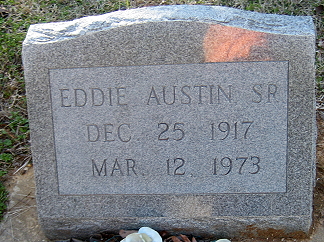 EDDIE AUSTIN, SR.
DEC. 25 1917
MAR. 12, 1973